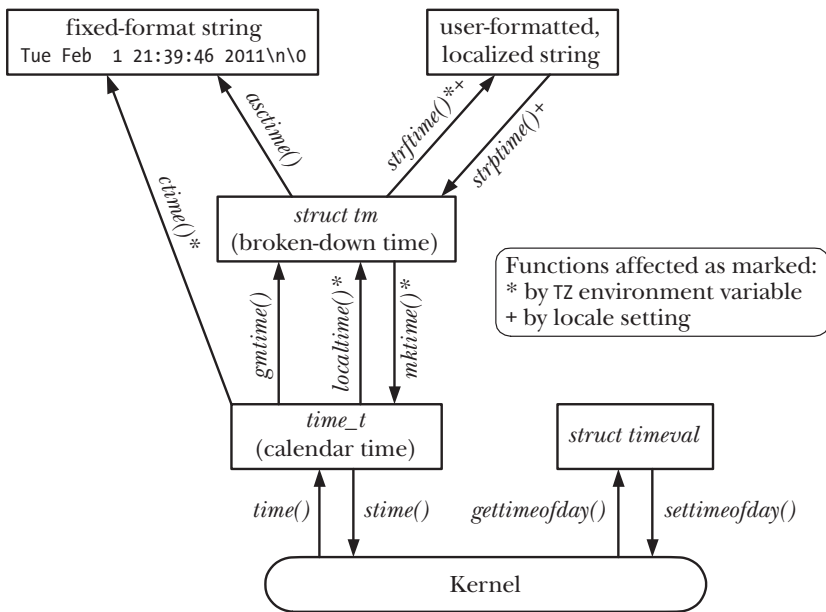 fixed-format string
Tue Feb  1 21:39:46 2011\n\0
user-formatted,
localized string
ctime()*
asctime()
strftime()*+
strptime()+
struct tm
(broken-down time)
Functions affected as marked:
* by TZ environment variable
+ by locale setting
gmtime()
localtime()*
mktime()*
time_t
(calendar time)
struct timeval
time()
stime()
gettimeofday()
settimeofday()
Kernel